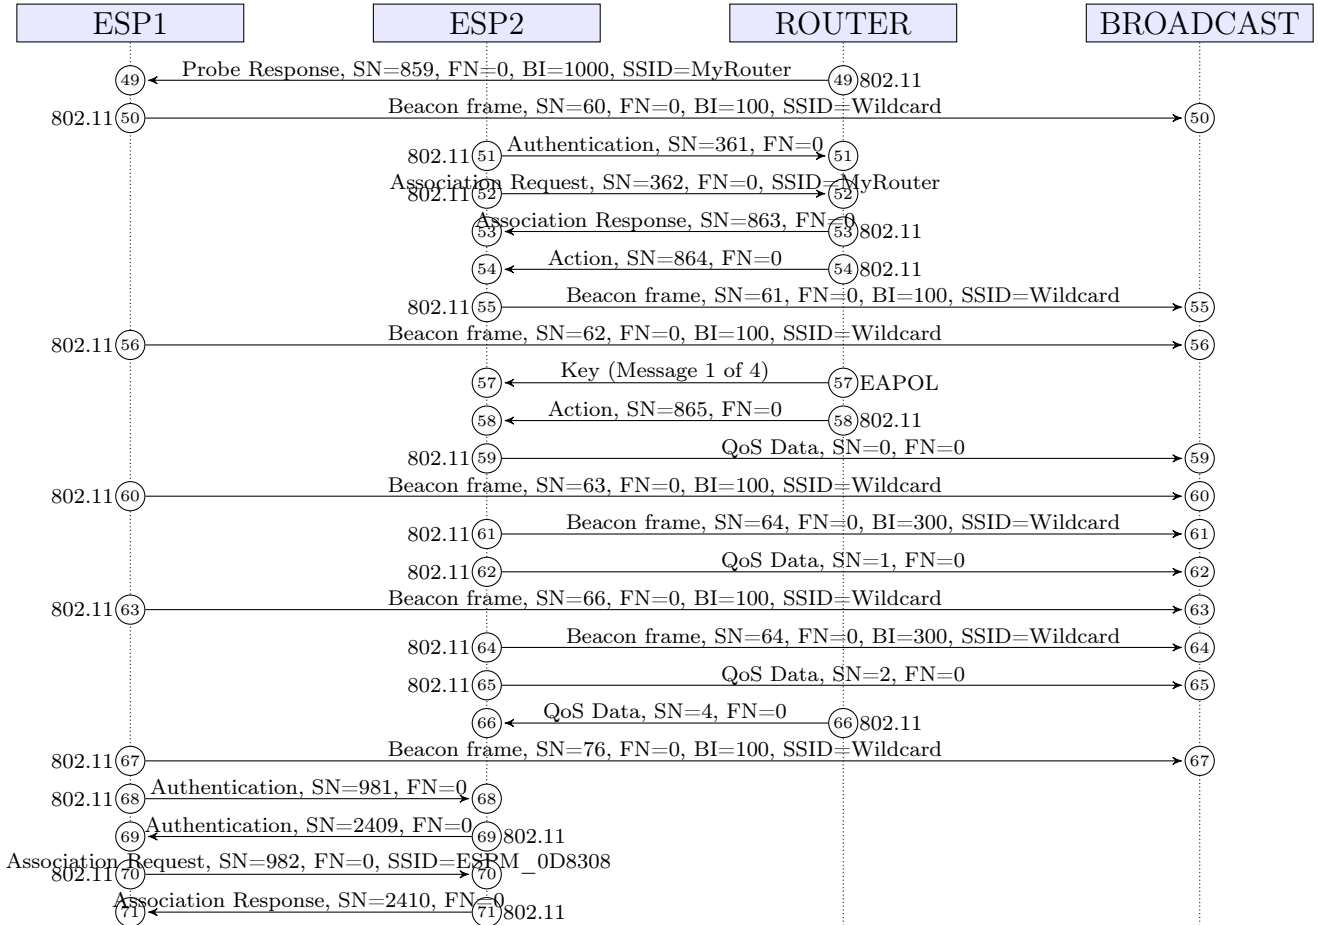 ESP1 ESP2 ROUTER BROADCAST
49 Probe Response, SN=859, FN=0, BI=1000, SSID=MyRouter 49 802.11
802.11 50 Beacon frame, SN=60, FN=0, BI=100, SSID=Wildcard 50
802.11 51 Authentication, SN=361, FN=0 51
802.11 52 Association Request, SN=362, FN=0, SSID=MyRouter 52
53 Association Response, SN=863, FN=0 53 802.11
54 Action, SN=864, FN=0 54 802.11
802.11 55 Beacon frame, SN=61, FN=0, BI=100, SSID=Wildcard 55
802.11 56 Beacon frame, SN=62, FN=0, BI=100, SSID=Wildcard 56
57 Key (Message 1 of 4) 57 EAPOL
58 Action, SN=865, FN=0 58 802.11
802.11 59 QoS Data, SN=0, FN=0 59
802.11 60 Beacon frame, SN=63, FN=0, BI=100, SSID=Wildcard 60
802.11 61 Beacon frame, SN=64, FN=0, BI=300, SSID=Wildcard 61
802.11 62 QoS Data, SN=1, FN=0 62
802.11 63 Beacon frame, SN=66, FN=0, BI=100, SSID=Wildcard 63
802.11 64 Beacon frame, SN=64, FN=0, BI=300, SSID=Wildcard 64
802.11 65 QoS Data, SN=2, FN=0 65
66 QoS Data, SN=4, FN=0 66 802.11
802.11 67 Beacon frame, SN=76, FN=0, BI=100, SSID=Wildcard 67
802.11 68 Authentication, SN=981, FN=0 68
69 Authentication, SN=2409, FN=0 69 802.11
802.11 70 Association Request, SN=982, FN=0, SSID=ESPM_0D8308 70
71 Association Response, SN=2410, FN=0 71 802.11